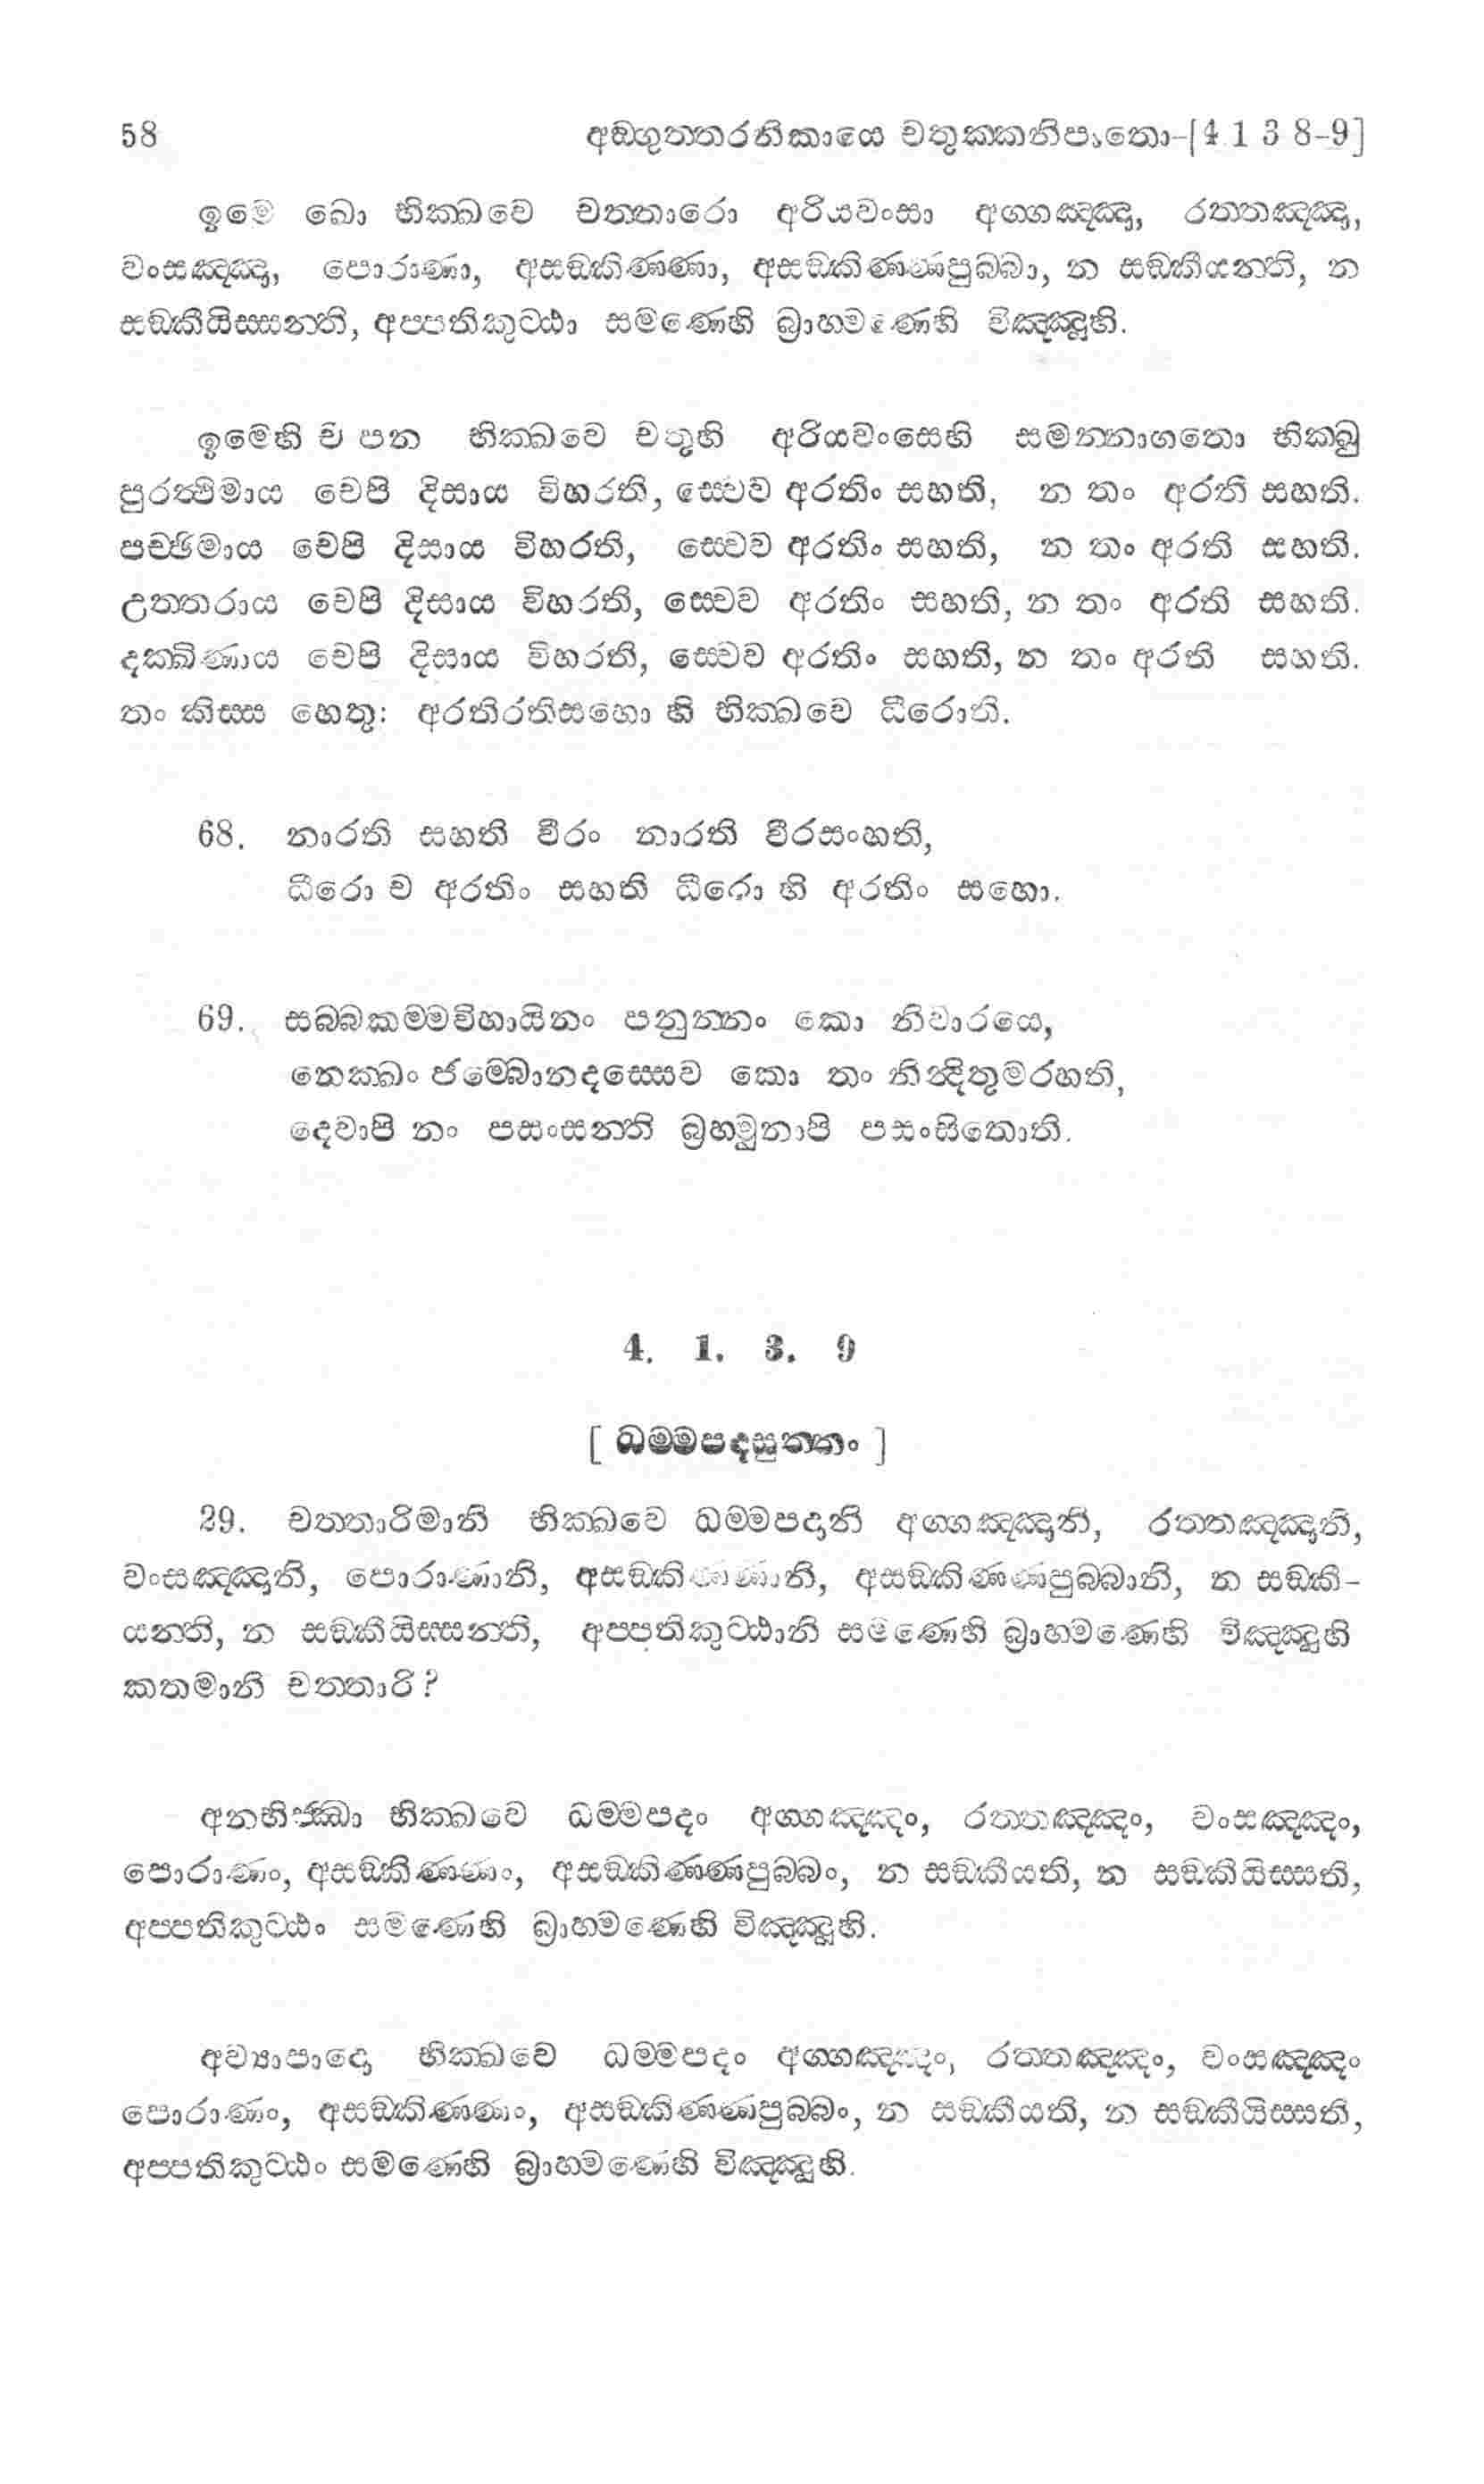 58 අඞ්ගුත්තරනිකායෙ චතුක්කනිපාතො-[4 1 3 8-9]
ඉමෙ ඛො භික්ඛවෙ චත්තාරො අරියවංසා අග්ගඤ්ඤා, රත්තඤ්ඤා,
වංසඤ්ඤා, පොරාණා, අසඞ්කිණ්ණා, අසඞ්කිණ්ණපුබ්බා, න සඞ්කීයන්ති, න
සඞ්කීයිස්සන්ති, අප්පතිකුට්ඨා සමණෙහි බ්‍රාහ්මණෙහි විඤ්ඤූහි.
ඉමෙහි ච පන භික්ඛවෙ චතූහි අරියවංසෙහි සමන්නාගතො භික්ඛු
පුරත්ථිමාය චෙපි දිසාය විහරති, ස්වෙව අරතිං සහති, න තං අරති සහති.
පච්ඡිමාය චෙපි දිසාය විහරති, ස්වෙව අරතිං සහති, න තං අරති සහති.
උත්තරාය චෙපි දිසාය විහරති, ස්වෙව අරතිං සහති, න තං අරති සහති.
දක්ඛිණාය චෙපි දිසාය විහරති, ස්වෙව අරතිං සහති, න තං අරති සහති.
තං කිස්ස හෙතු: අරතිරතිසහො හි භික්ඛවෙ ධීරොති.
68. නාරති සහති වීරං නාරති වීරසංහති,
ධීරො ච අරතිං සහති ධීරො හි අරතිං සහො.
69. සබ්බකම්මවිහායිනං පනුන්නං කො නිවාරයෙ,
නෙක්ඛං ජම්බොනදස්සෙව කො තං නින්දිතුමරහති,
දෙවාපි නං පසංසන්ති බ්‍රහ්මුනාපි පසංසිතොති.
4. 1. 3. 9
[ ධම්මපදසුත්තං ]
29. චත්තාරිමානි භික්ඛවෙ ධම්මපදානි අග්ගඤ්ඤානි, රත්තඤ්ඤානි,
වංසඤ්ඤානි, පොරාණානි, අසඞ්කිණ්ණානි, අසඞ්කිණ්ණපුබ්බානි, න සඞ්කී-
යන්ති, න සඞ්කීයිස්සන්ති, අප්පතිකුට්ඨානි සමණෙහි බ්‍රාහ්මණෙහි විඤ්ඤූහි
කතමානි චත්තාරි?
අනභිජ්ඣා භික්ඛවෙ ධම්මපදං අග්ගඤ්ඤං, රත්තඤ්ඤං, වංසඤ්ඤං,
පොරාණං, අසඞ්කිණ්ණං, අසඞ්කිණ්ණපුබ්බං, න සඞ්කීයති, න සඞ්කීයිස්සති,
අප්පතිකුට්ඨං සමණෙහි බ්‍රාහ්මණෙහි විඤ්ඤූහි.
අව්‍යාපාදො භික්ඛවෙ ධම්මපදං අග්ගඤ්ඤං, රත්තඤ්ඤං, වංසඤ්ඤං
පොරාණං, අසඞ්කිණ්ණං, අසඞ්කිණ්ණපුබ්බං, න සඞ්කීයති, න සඞ්කීයිස්සති,
අප්පතිකුට්ඨං සමණෙහි බ්‍රාහ්මණෙහි විඤ්ඤූහි.